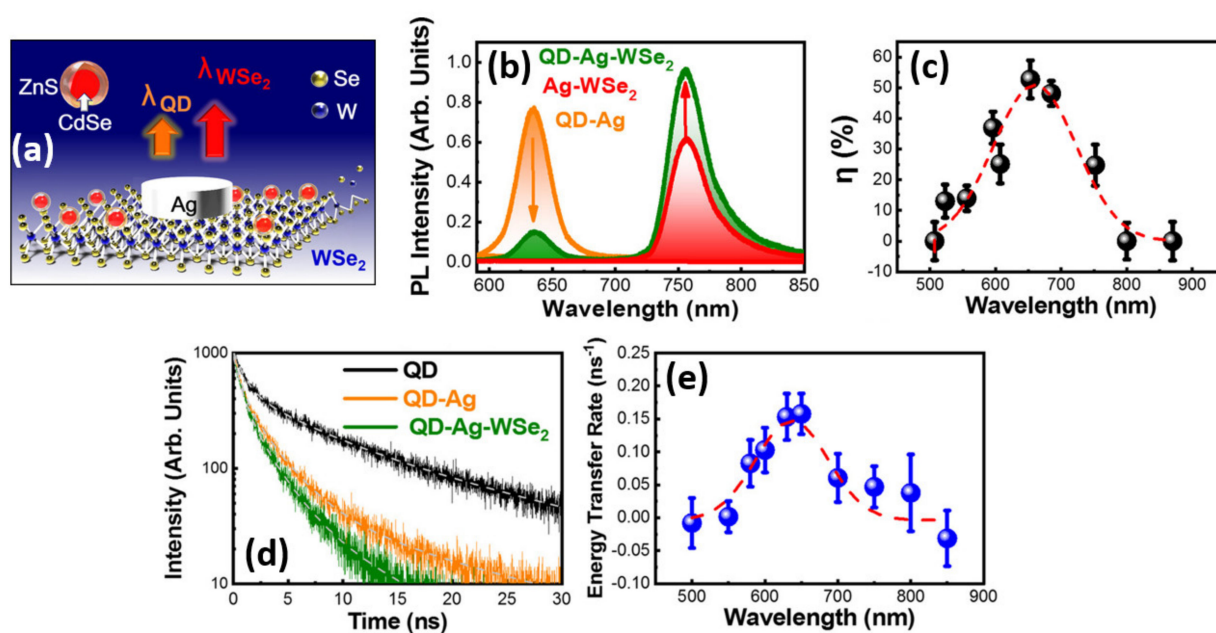 (a)
ZnS
CdSe
λQD
λWSe₂
Se
W
Ag
WSe₂
(b)
QD-Ag-WSe₂
Ag-WSe₂
QD-Ag
PL Intensity (Arb. Units)
1.0
0.8
0.6
0.4
0.2
0.0
600 650 700 750 800 850
Wavelength (nm)
(c)
η (%)
60
50
40
30
20
10
0
-10
500 600 700 800 900
Wavelength (nm)
(d)
QD
QD-Ag
QD-Ag-WSe₂
Intensity (Arb. Units)
1000
100
10
0 5 10 15 20 25 30
Time (ns)
(e)
Energy Transfer Rate (ns⁻¹)
0.25
0.20
0.15
0.10
0.05
0.00
-0.05
-0.10
500 600 700 800 900
Wavelength (nm)